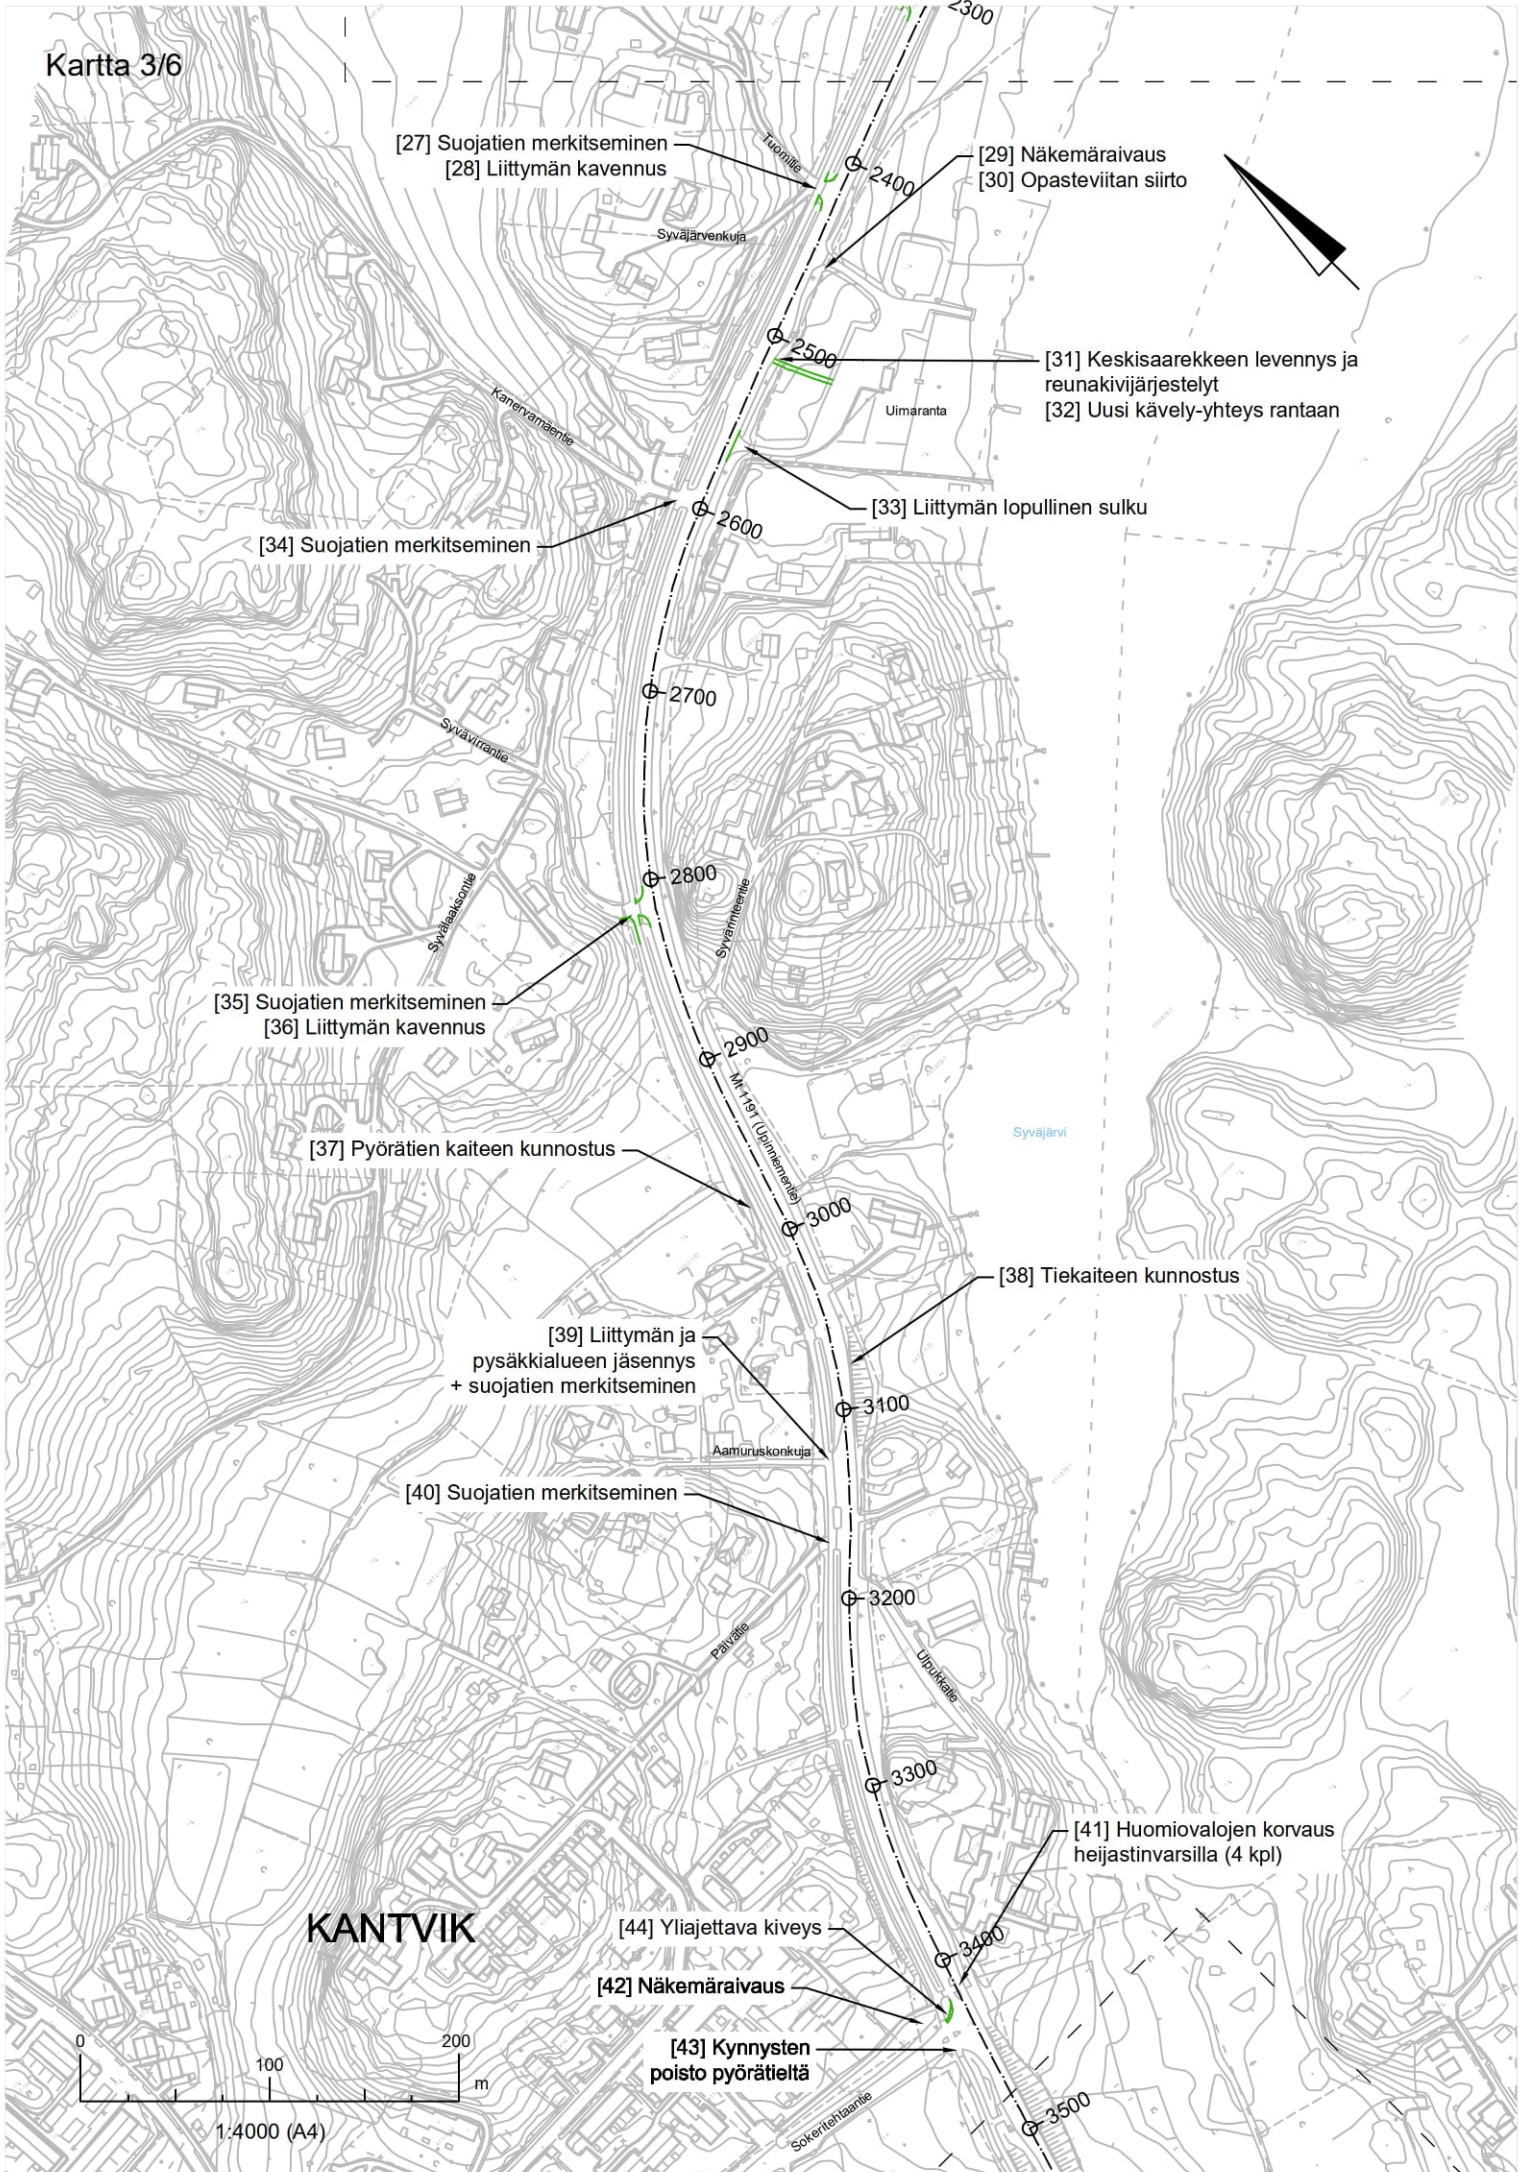 Kartta 3/6
2300
[27] Suojatien merkitseminen
[28] Liittymän kavennus
Tuomitie
2400
[29] Näkemäraivaus
[30] Opasteviitan siirto
Syväjärvenkuja
2500
[31] Keskisaarekkeen levennys ja
reunakivijärjestelyt
[32] Uusi kävely-yhteys rantaan
Uimaranta
Kanervamäentie
[33] Liittymän lopullinen sulku
2600
[34] Suojatien merkitseminen
2700
Syvävirrantie
2800
Syvälaaksontie
Syvärinteentie
[35] Suojatien merkitseminen
[36] Liittymän kavennus
2900
Mt 1191 (Upinniementie)
Syväjärvi
[37] Pyörätien kaiteen kunnostus
3000
[38] Tiekaiteen kunnostus
[39] Liittymän ja
pysäkkialueen jäsennys
+ suojatien merkitseminen
3100
Aamuruskonkuja
[40] Suojatien merkitseminen
3200
Päivätie
Ulpukkatie
3300
[41] Huomiovalojen korvaus
heijastinvarsilla (4 kpl)
KANTVIK
[44] Yliajettava kiveys
3400
[42] Näkemäraivaus
[43] Kynnysten
poisto pyörätieltä
0
100
200
m
1:4000 (A4)
Sokeritehtaantie
3500